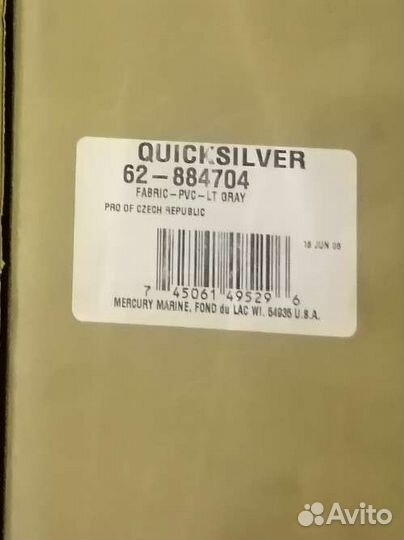 QUICKSILVER
62-884704
FABRIC-PVC-LT GRAY
PRO OF CZECH REPUBLIC
16 JUN 08
7 45061 49529 6
MERCURY MARINE, FOND du LAC WI. 54935 U.S.A.
Avito